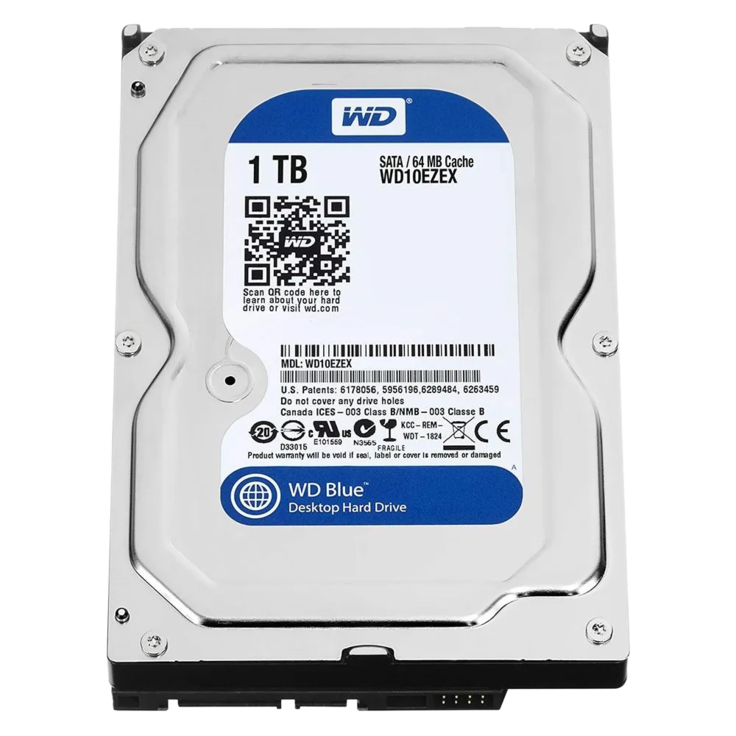 WD®
1 TB
SATA / 64 MB Cache
WD10EZEX
WD
Scan QR code here to
learn about your hard
drive or visit wd.com
MDL: WD10EZEX
U.S. Patents: 6178056, 5956196,6289484, 6263459
Do not cover any drive holes
Canada ICES - 003 Class B/NMB - 003 Classe B
20
c UL us
KCC - REM -
WDT - 1824
CE
D33015
E101559
N3565
FRAGILE
Product warranty will be void if seal, label or cover is removed or damaged
A
WD Blue™
Desktop Hard Drive